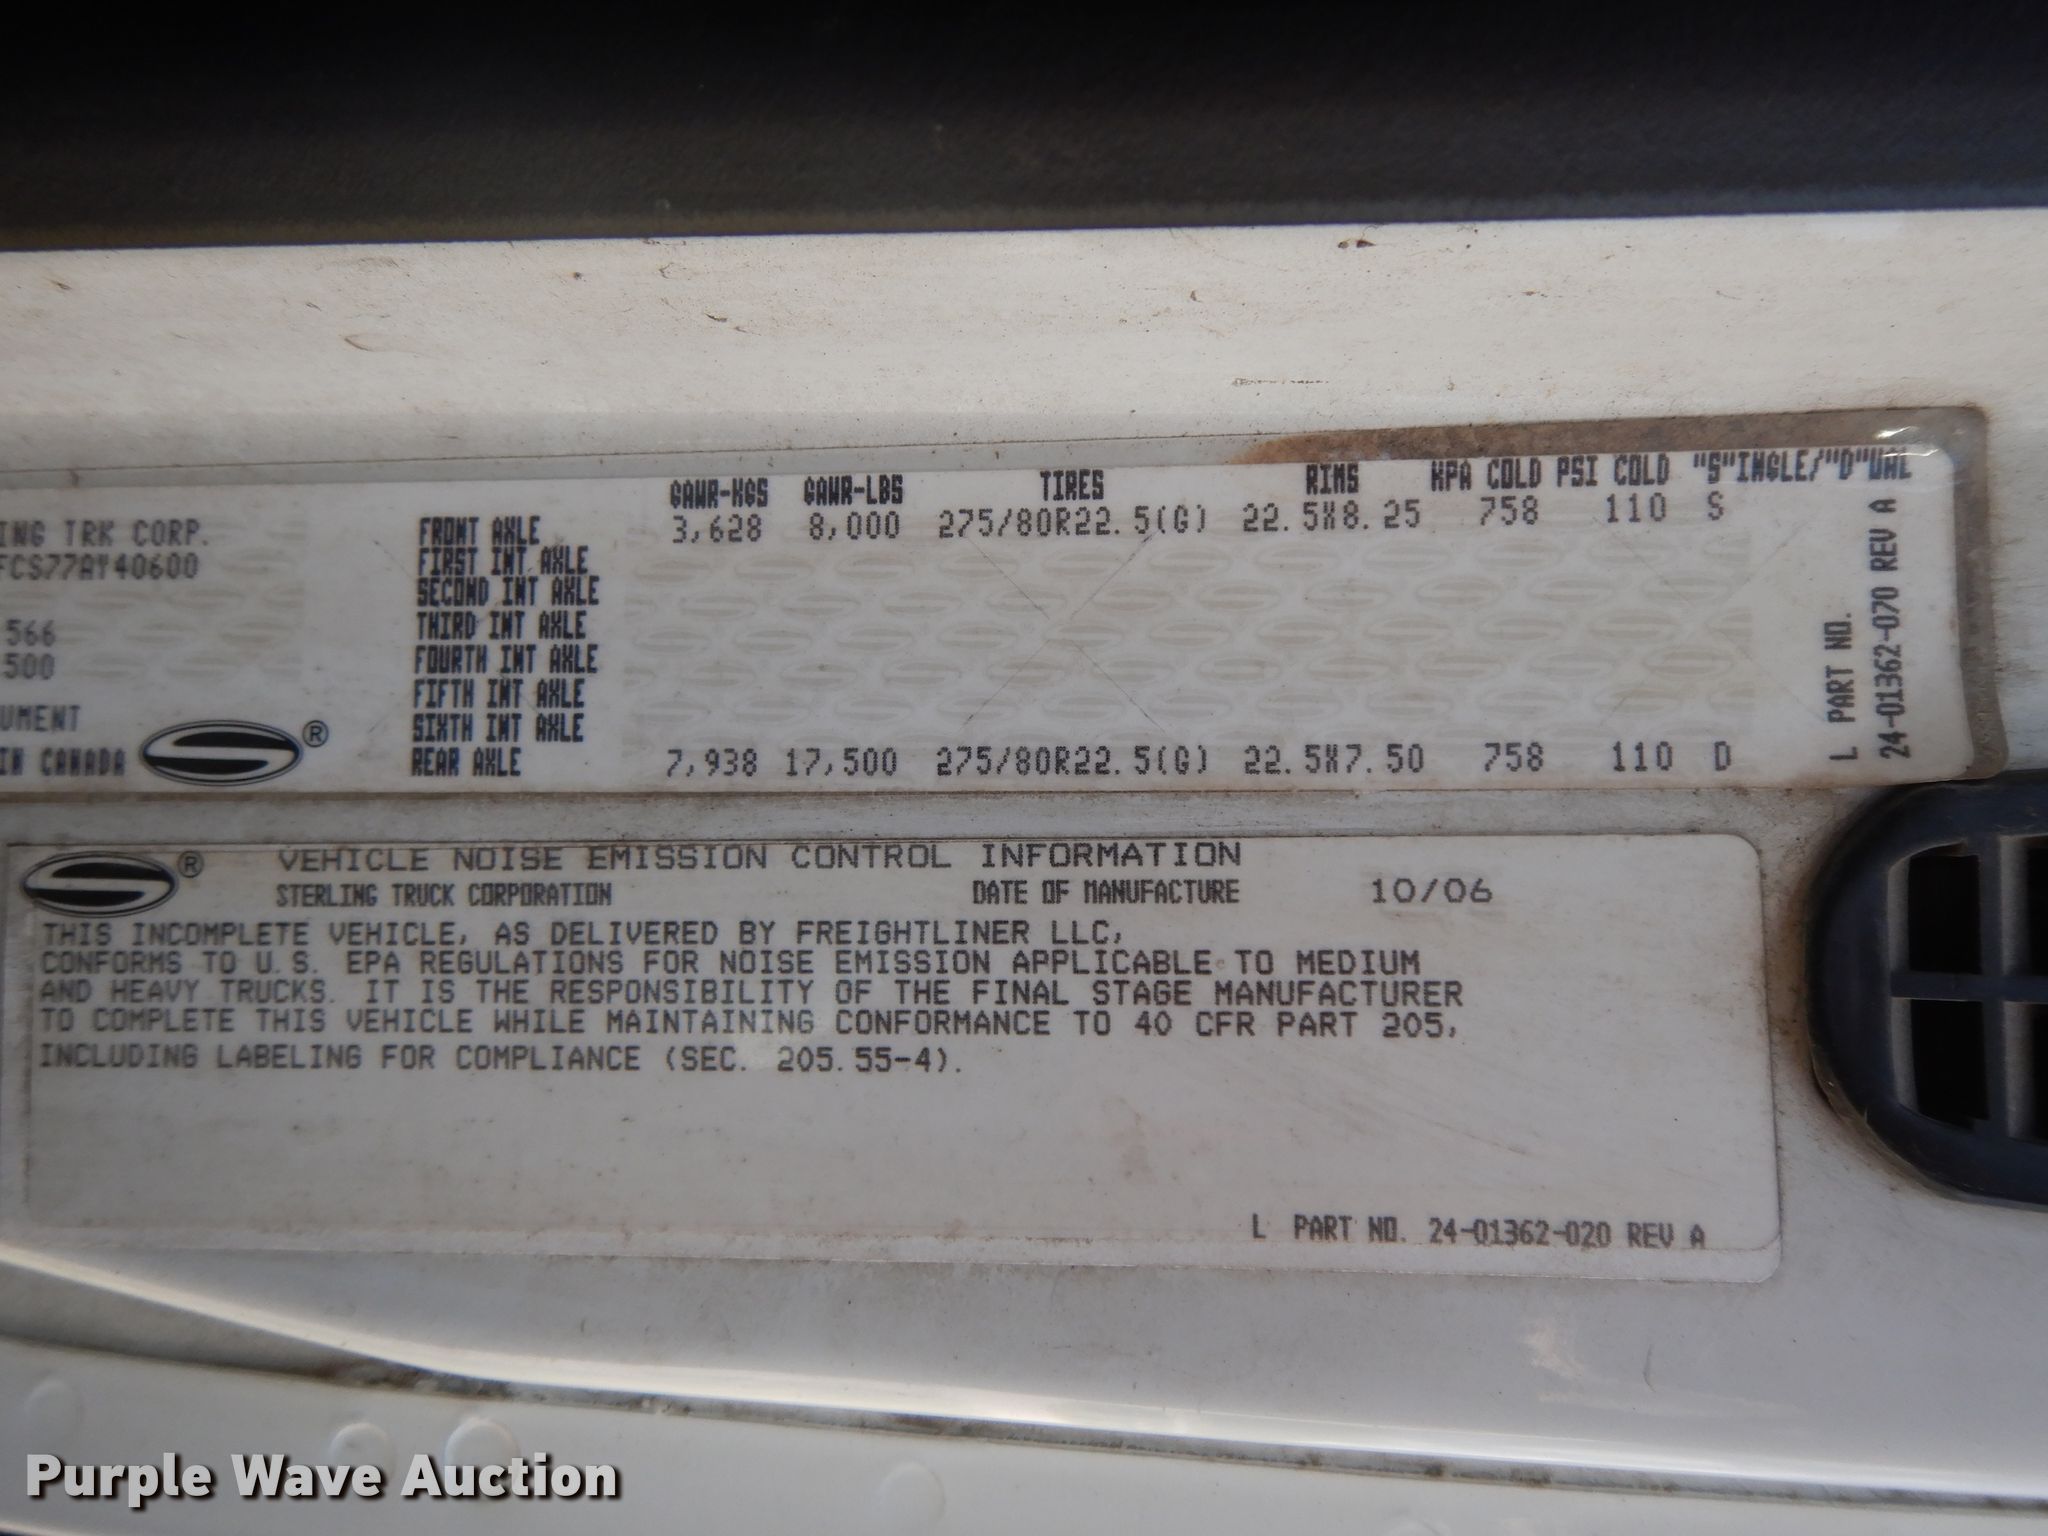 GAWR-KGS GAWR-LBS TIRES RIMS KPA COLD PSI COLD "S"INGLE/"D"UAL
ING TRK CORP. FRONT AXLE 3,628 8,000 275/80R22.5(G) 22.5X8.25 758 110 S
FCS77AY40600 FIRST INT AXLE
SECOND INT AXLE
566 THIRD INT AXLE
500 FOURTH INT AXLE
FIFTH INT AXLE
UMENT SIXTH INT AXLE
IN CANADA ® REAR AXLE 7,938 17,500 275/80R22.5(G) 22.5X7.50 758 110 D
L PART NO.
24-01362-070 REV A
® VEHICLE NOISE EMISSION CONTROL INFORMATION
STERLING TRUCK CORPORATION DATE OF MANUFACTURE 10/06
THIS INCOMPLETE VEHICLE, AS DELIVERED BY FREIGHTLINER LLC,
CONFORMS TO U.S. EPA REGULATIONS FOR NOISE EMISSION APPLICABLE TO MEDIUM
AND HEAVY TRUCKS. IT IS THE RESPONSIBILITY OF THE FINAL STAGE MANUFACTURER
TO COMPLETE THIS VEHICLE WHILE MAINTAINING CONFORMANCE TO 40 CFR PART 205,
INCLUDING LABELING FOR COMPLIANCE (SEC. 205.55-4).
L PART NO. 24-01362-020 REV A
Purple Wave Auction